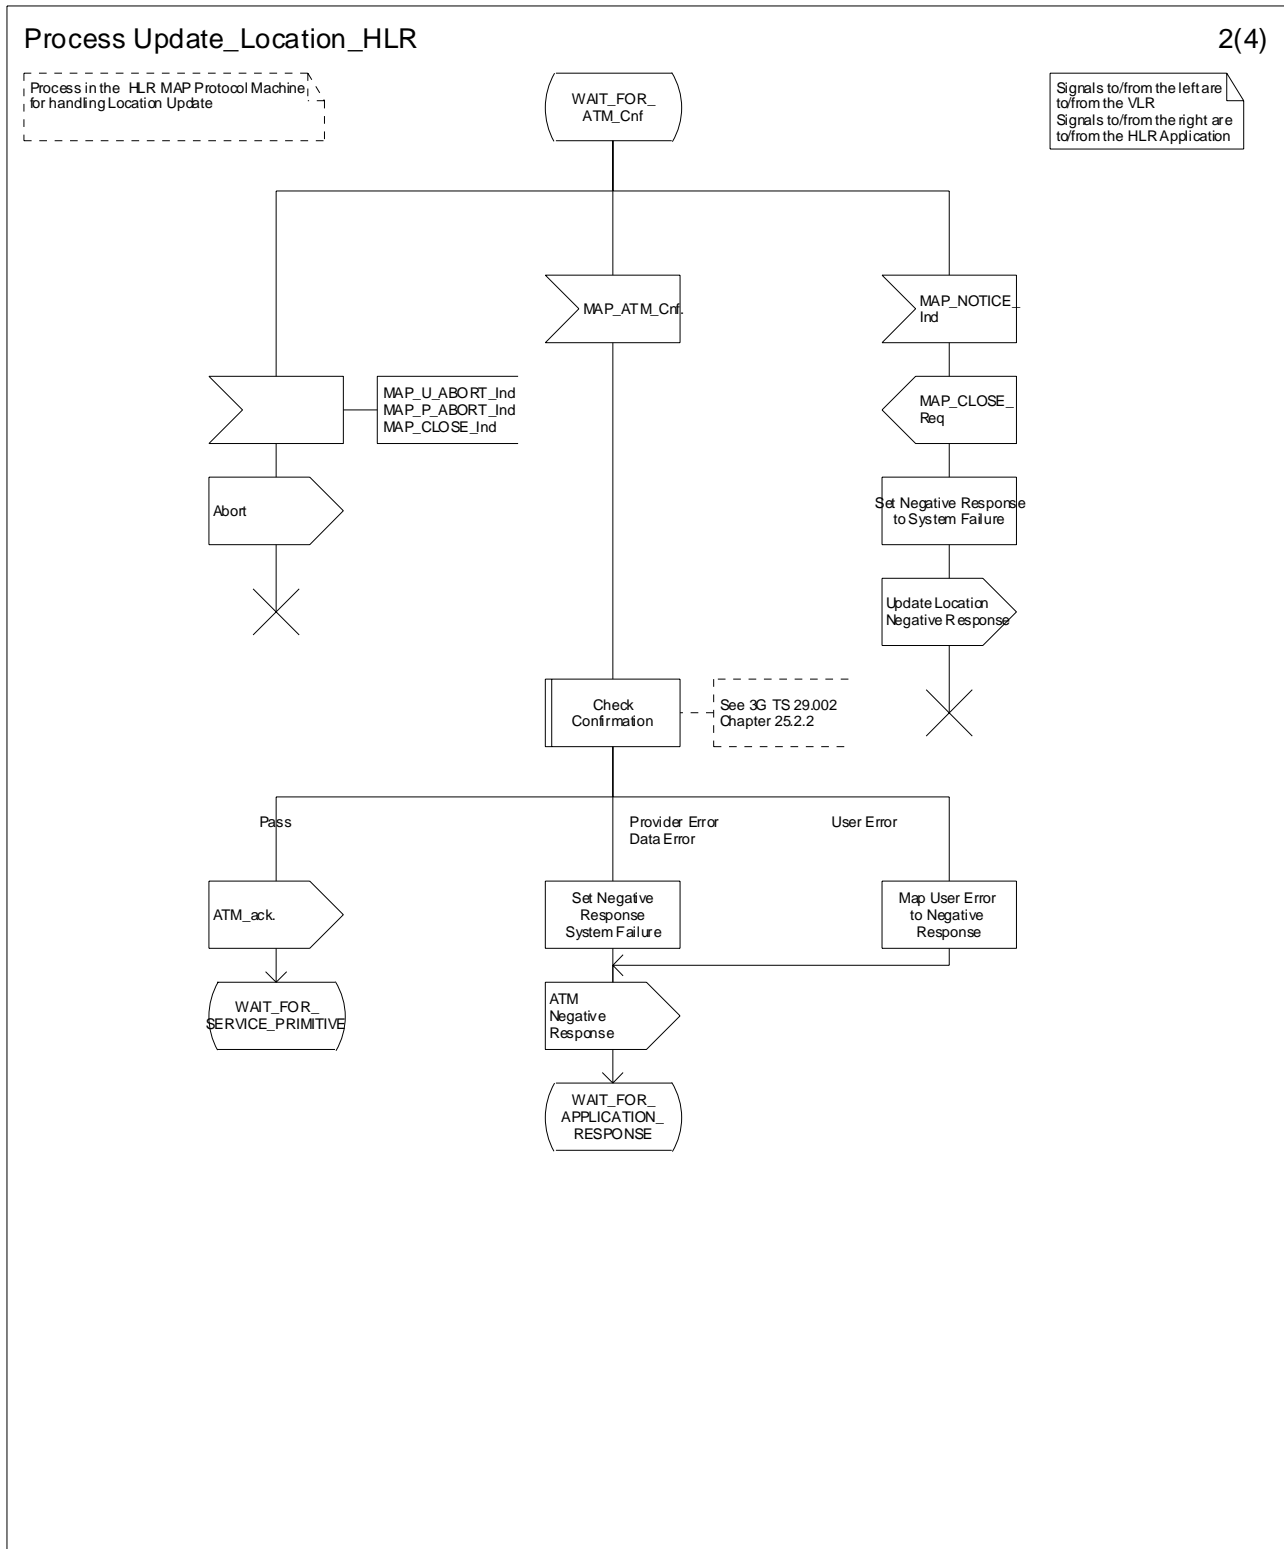 Process Update_Location_HLR
2(4)
Process in the HLR MAP Protocol Machine
for handling Location Update
WAIT_FOR_
ATM_Cnf
Signals to/from the left are
to/from the VLR
Signals to/from the right are
to/from the HLR Application
MAP_ATM_Cnf.
MAP_NOTICE_
Ind
MAP_U_ABORT_Ind
MAP_P_ABORT_Ind
MAP_CLOSE_Ind
MAP_CLOSE_
Req
Abort
Set Negative Response
to System Failure
Update Location
Negative Response
Check
Confirmation
See 3G TS 29.002
Chapter 25.2.2
Pass
Provider Error
Data Error
User Error
ATM_ack.
Set Negative
Response
System Failure
Map User Error
to Negative
Response
WAIT_FOR_
SERVICE_PRIMITIVE
ATM
Negative
Response
WAIT_FOR_
APPLICATION_
RESPONSE